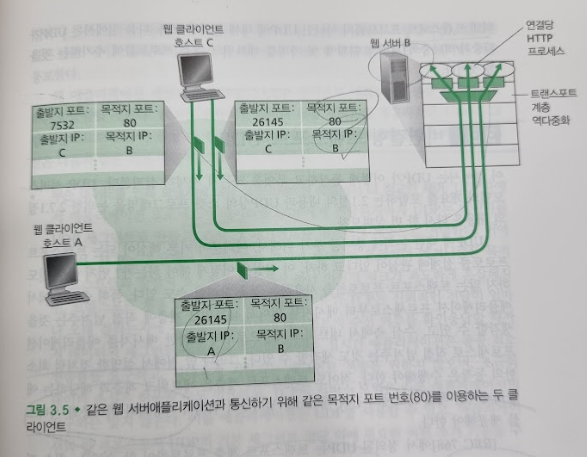 웹 클라이언트
호스트 C
웹 서버 B
연결당
HTTP
프로세스
트랜스포트
계층
역다중화
출발지 포트: 목적지 포트:
7532 80
출발지 IP: 목적지 IP:
C B
출발지 포트: 목적지 포트:
26145 80
출발지 IP: 목적지 IP:
C B
웹 클라이언트
호스트 A
출발지 포트: 목적지 포트:
26145 80
출발지 IP: 목적지 IP:
A B
그림 3.5 • 같은 웹 서버애플리케이션과 통신하기 위해 같은 목적지 포트 번호(80)를 이용하는 두 클
라이언트